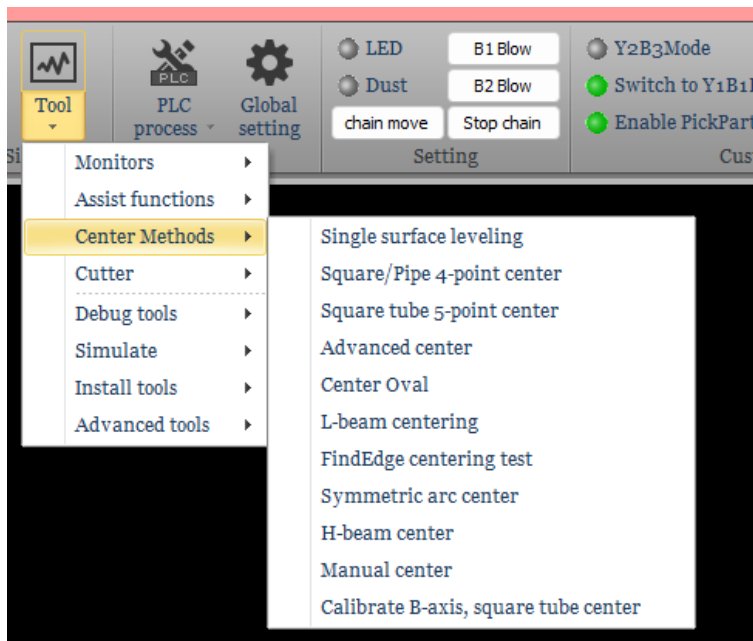 LED
B1 Blow
Y2B3Mode
PLC
Dust
B2 Blow
Switch to Y1B1
Tool
PLC
process
Global
setting
chain move
Stop chain
Enable PickPart
Setting
Monitors
Assist functions
Center Methods
Cutter
Debug tools
Simulate
Install tools
Advanced tools
Single surface leveling
Square/Pipe 4-point center
Square tube 5-point center
Advanced center
Center Oval
L-beam centering
FindEdge centering test
Symmetric arc center
H-beam center
Manual center
Calibrate B-axis, square tube center